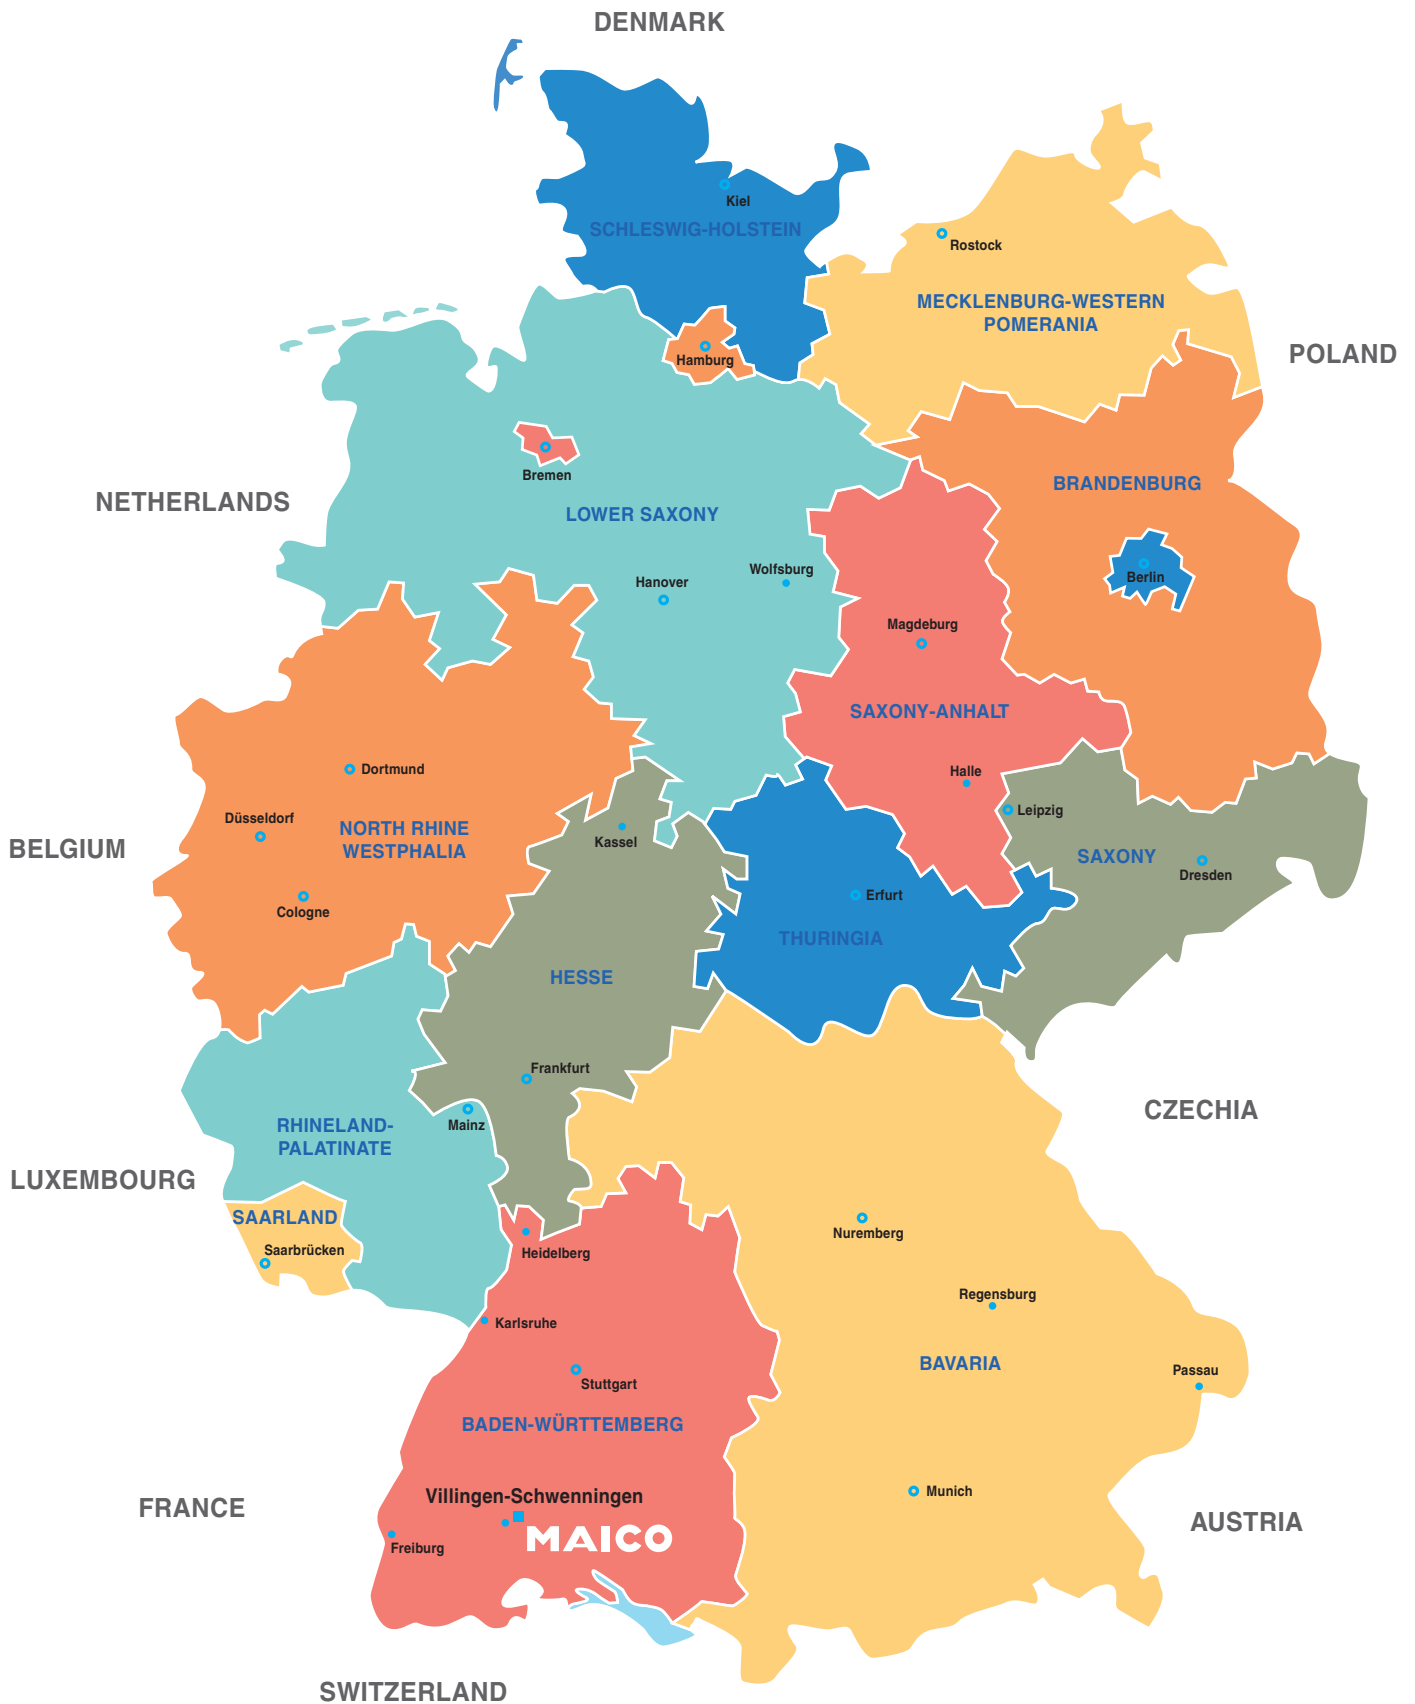 DENMARK
Kiel
SCHLESWIG-HOLSTEIN
Rostock
MECKLENBURG-WESTERN
POMERANIA
POLAND
Hamburg
Bremen
BRANDENBURG
NETHERLANDS
LOWER SAXONY
Wolfsburg
Hanover
Berlin
Magdeburg
SAXONY-ANHALT
Dortmund
Halle
Leipzig
Düsseldorf
NORTH RHINE
WESTPHALIA
Kassel
BELGIUM
SAXONY
Dresden
Cologne
Erfurt
THURINGIA
HESSE
Frankfurt
CZECHIA
RHINELAND-
PALATINATE
Mainz
LUXEMBOURG
SAARLAND
Saarbrücken
Heidelberg
Nuremberg
Regensburg
Karlsruhe
BAVARIA
Passau
Stuttgart
BADEN-WÜRTTEMBERG
Munich
Villingen-Schwenningen
MAICO
FRANCE
Freiburg
AUSTRIA
SWITZERLAND